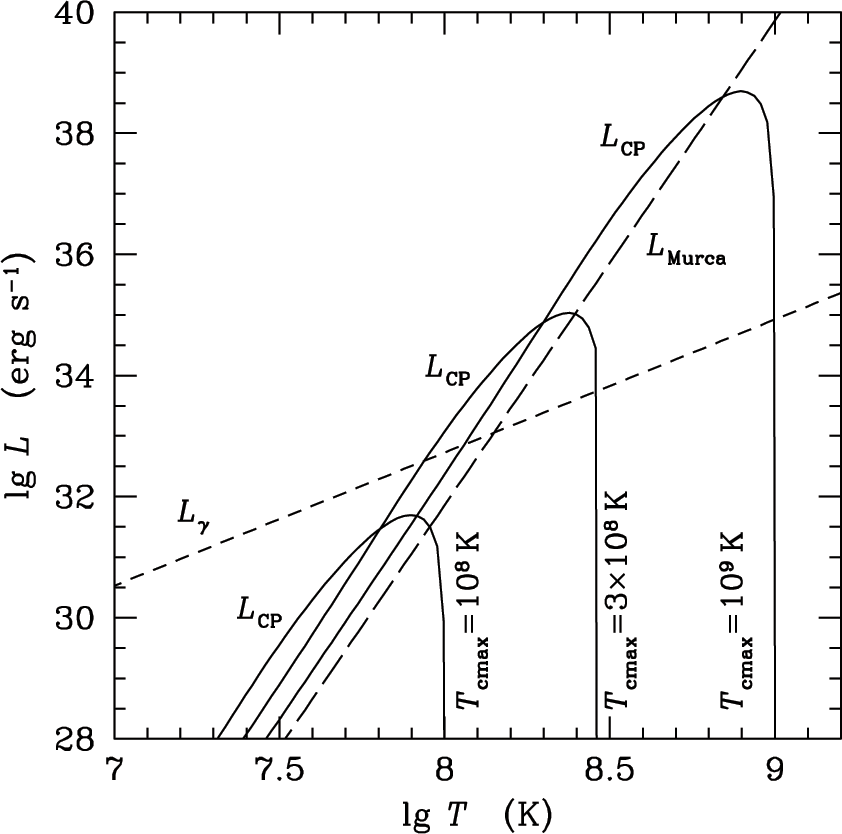 40
38
36
34
32
30
28
lg L (erg s⁻¹)
L_CP
L_Murca
L_CP
L_γ
L_CP
T_cmax=10⁸ K
T_cmax=3×10⁸ K
T_cmax=10⁹ K
7 7.5 8 8.5 9
lg T (K)